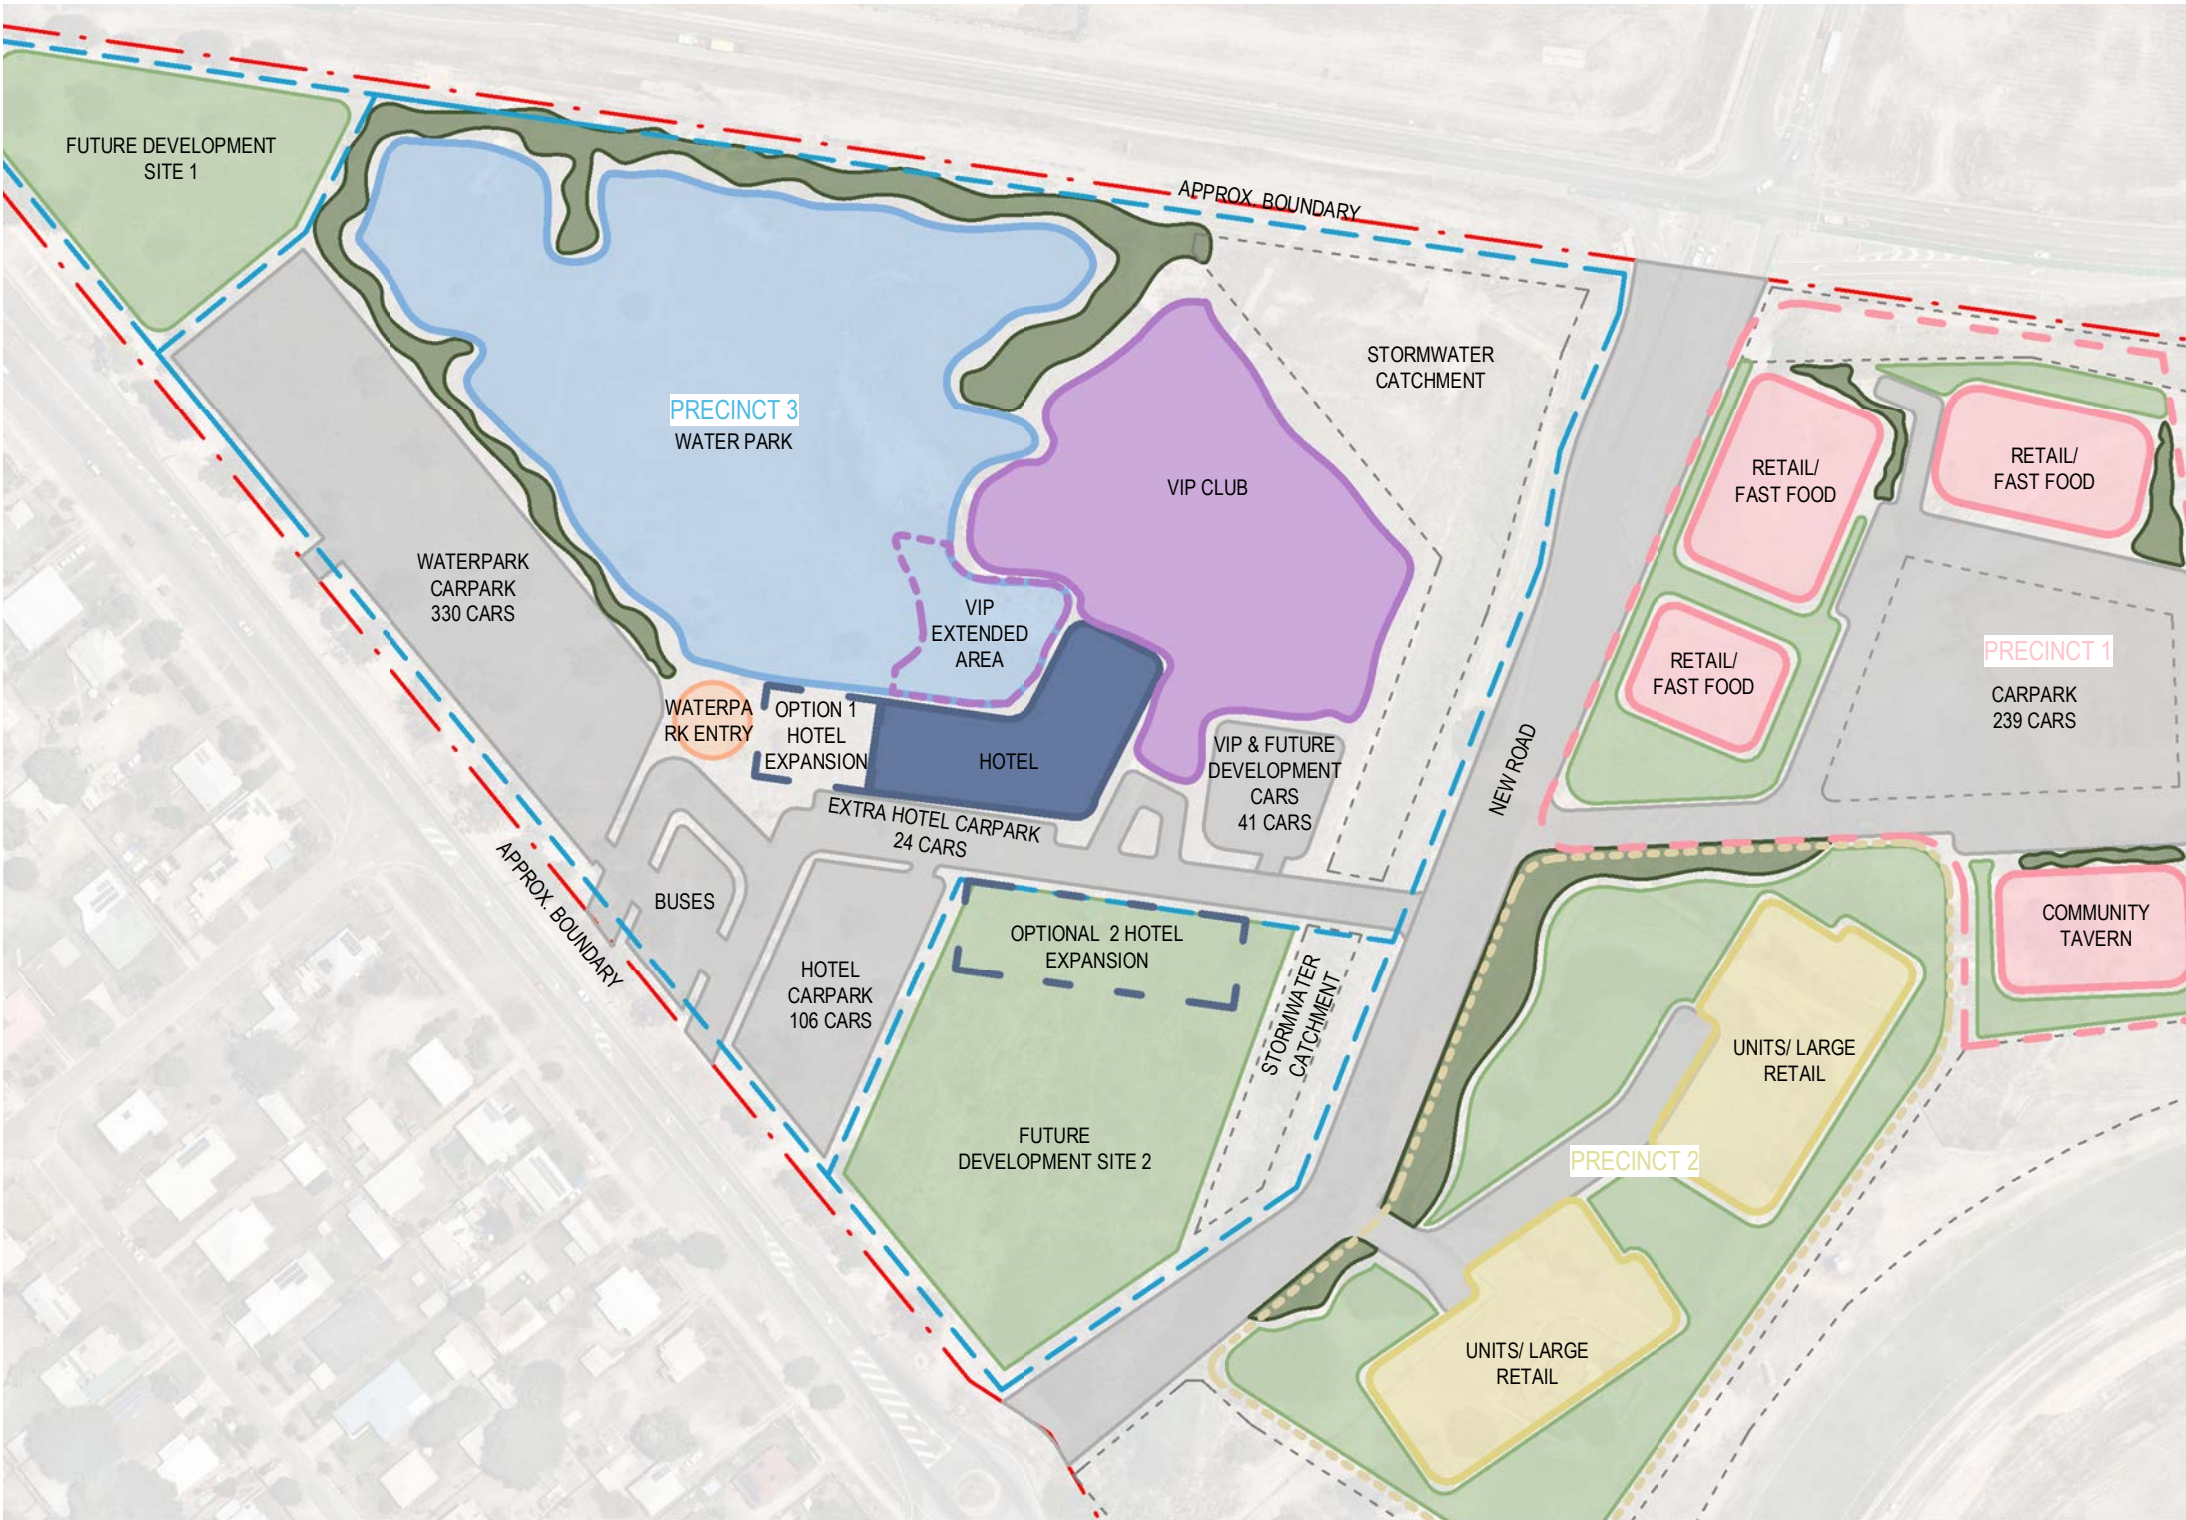 FUTURE DEVELOPMENT
SITE 1
APPROX. BOUNDARY
STORMWATER
CATCHMENT
PRECINCT 3
WATER PARK
VIP CLUB
RETAIL/
FAST FOOD
RETAIL/
FAST FOOD
WATERPARK
CARPARK
330 CARS
VIP
EXTENDED
AREA
RETAIL/
FAST FOOD
PRECINCT 1
CARPARK
239 CARS
WATERPA
RK ENTRY
OPTION 1
HOTEL
EXPANSION
HOTEL
VIP & FUTURE
DEVELOPMENT
CARS
41 CARS
NEW ROAD
EXTRA HOTEL CARPARK
24 CARS
APPROX. BOUNDARY
BUSES
HOTEL
CARPARK
106 CARS
OPTIONAL 2 HOTEL
EXPANSION
STORMWATER
CATCHMENT
COMMUNITY
TAVERN
UNITS/ LARGE
RETAIL
FUTURE
DEVELOPMENT SITE 2
PRECINCT 2
UNITS/ LARGE
RETAIL